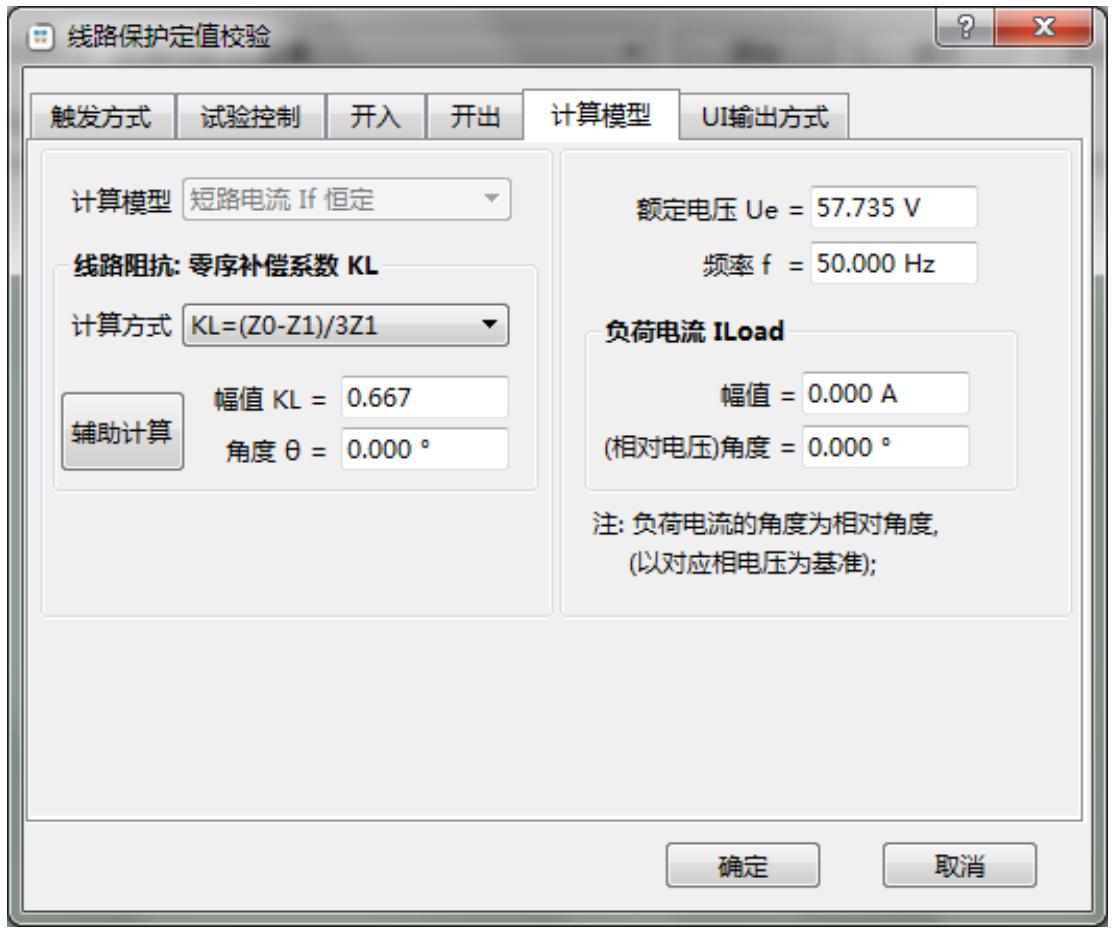 线路保护定值校验
?
X
触发方式 试验控制 开入 开出 计算模型 UI输出方式
计算模型 短路电流 If 恒定
线路阻抗: 零序补偿系数 KL
计算方式 KL=(Z0-Z1)/3Z1
辅助计算
幅值 KL = 0.667
角度 θ = 0.000 °
额定电压 Ue = 57.735 V
频率 f = 50.000 Hz
负荷电流 ILoad
幅值 = 0.000 A
(相对电压)角度 = 0.000 °
注: 负荷电流的角度为相对角度,
(以对应相电压为基准);
确定 取消